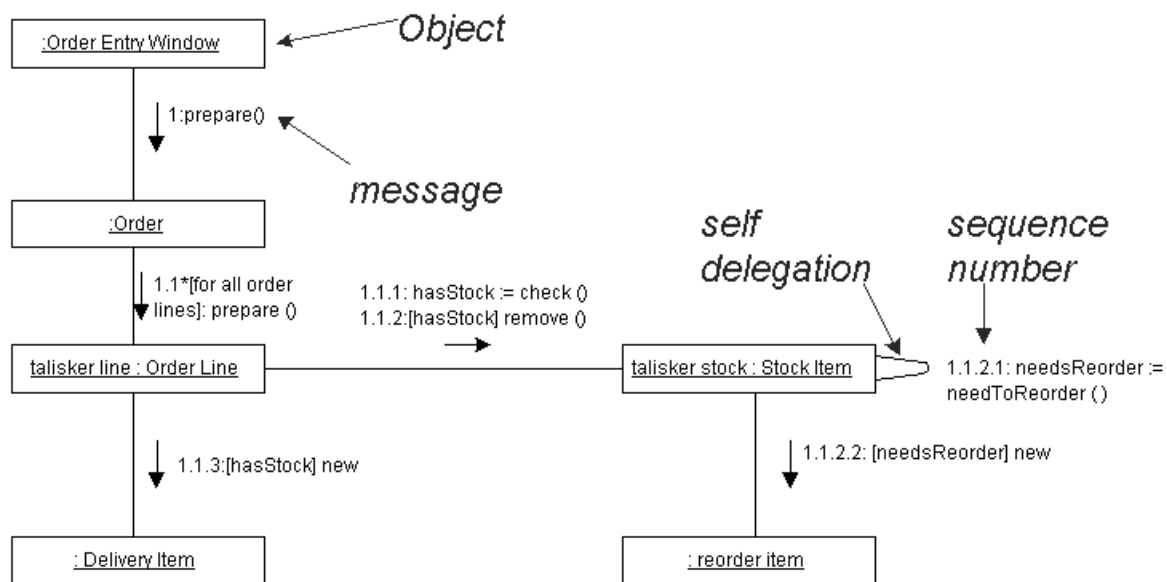 :Order Entry Window
Object
1:prepare()
message
:Order
self
delegation
sequence
number
1.1*[for all order
lines]: prepare ()
1.1.1: hasStock := check ()
1.1.2:[hasStock] remove ()
talisker line : Order Line
talisker stock : Stock Item
1.1.2.1: needsReorder :=
needToReorder ( )
1.1.3:[hasStock] new
1.1.2.2: [needsReorder] new
: Delivery Item
: reorder item